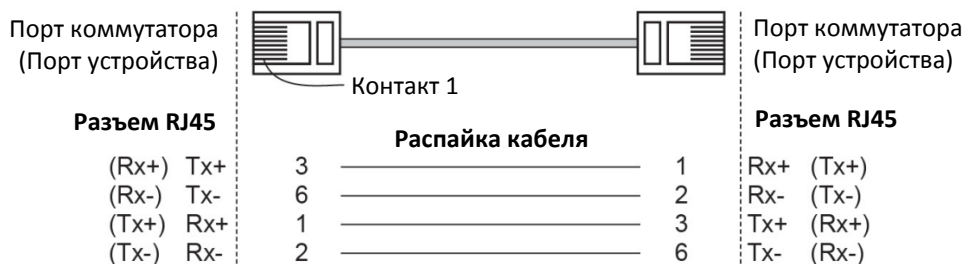 Порт коммутатора Порт коммутатора
(Порт устройства) (Порт устройства)
Контакт 1
Разъем RJ45 Распайка кабеля Разъем RJ45
(Rx+) Tx+ 3 1 Rx+ (Tx+)
(Rx-) Tx- 6 2 Rx- (Tx-)
(Tx+) Rx+ 1 3 Tx+ (Rx+)
(Tx-) Rx- 2 6 Tx- (Rx-)